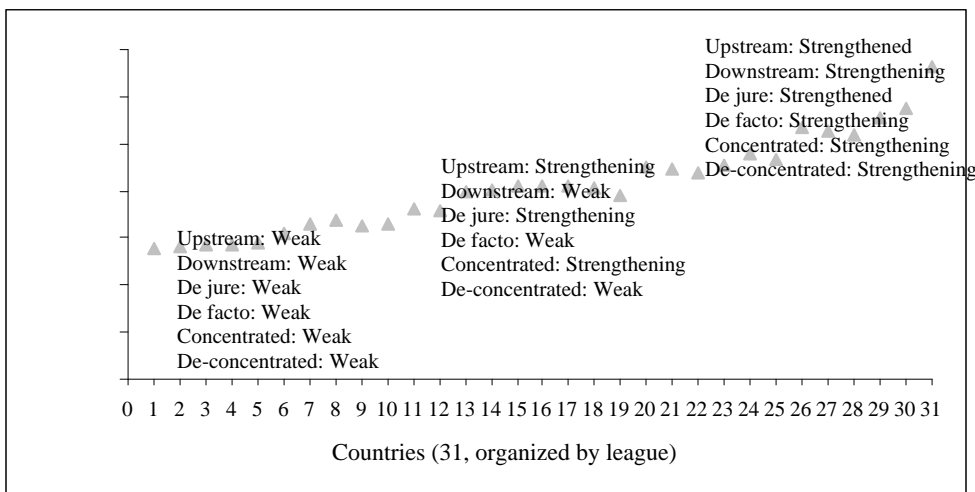 Upstream: Strengthened
Downstream: Strengthening
De jure: Strengthened
De facto: Strengthening
Concentrated: Strengthening
De-concentrated: Strengthening
Upstream: Strengthening
Downstream: Weak
De jure: Strengthening
De facto: Weak
Concentrated: Strengthening
De-concentrated: Weak
Upstream: Weak
Downstream: Weak
De jure: Weak
De facto: Weak
Concentrated: Weak
De-concentrated: Weak
0 1 2 3 4 5 6 7 8 9 10 11 12 13 14 15 16 17 18 19 20 21 22 23 24 25 26 27 28 29 30 31
Countries (31, organized by league)